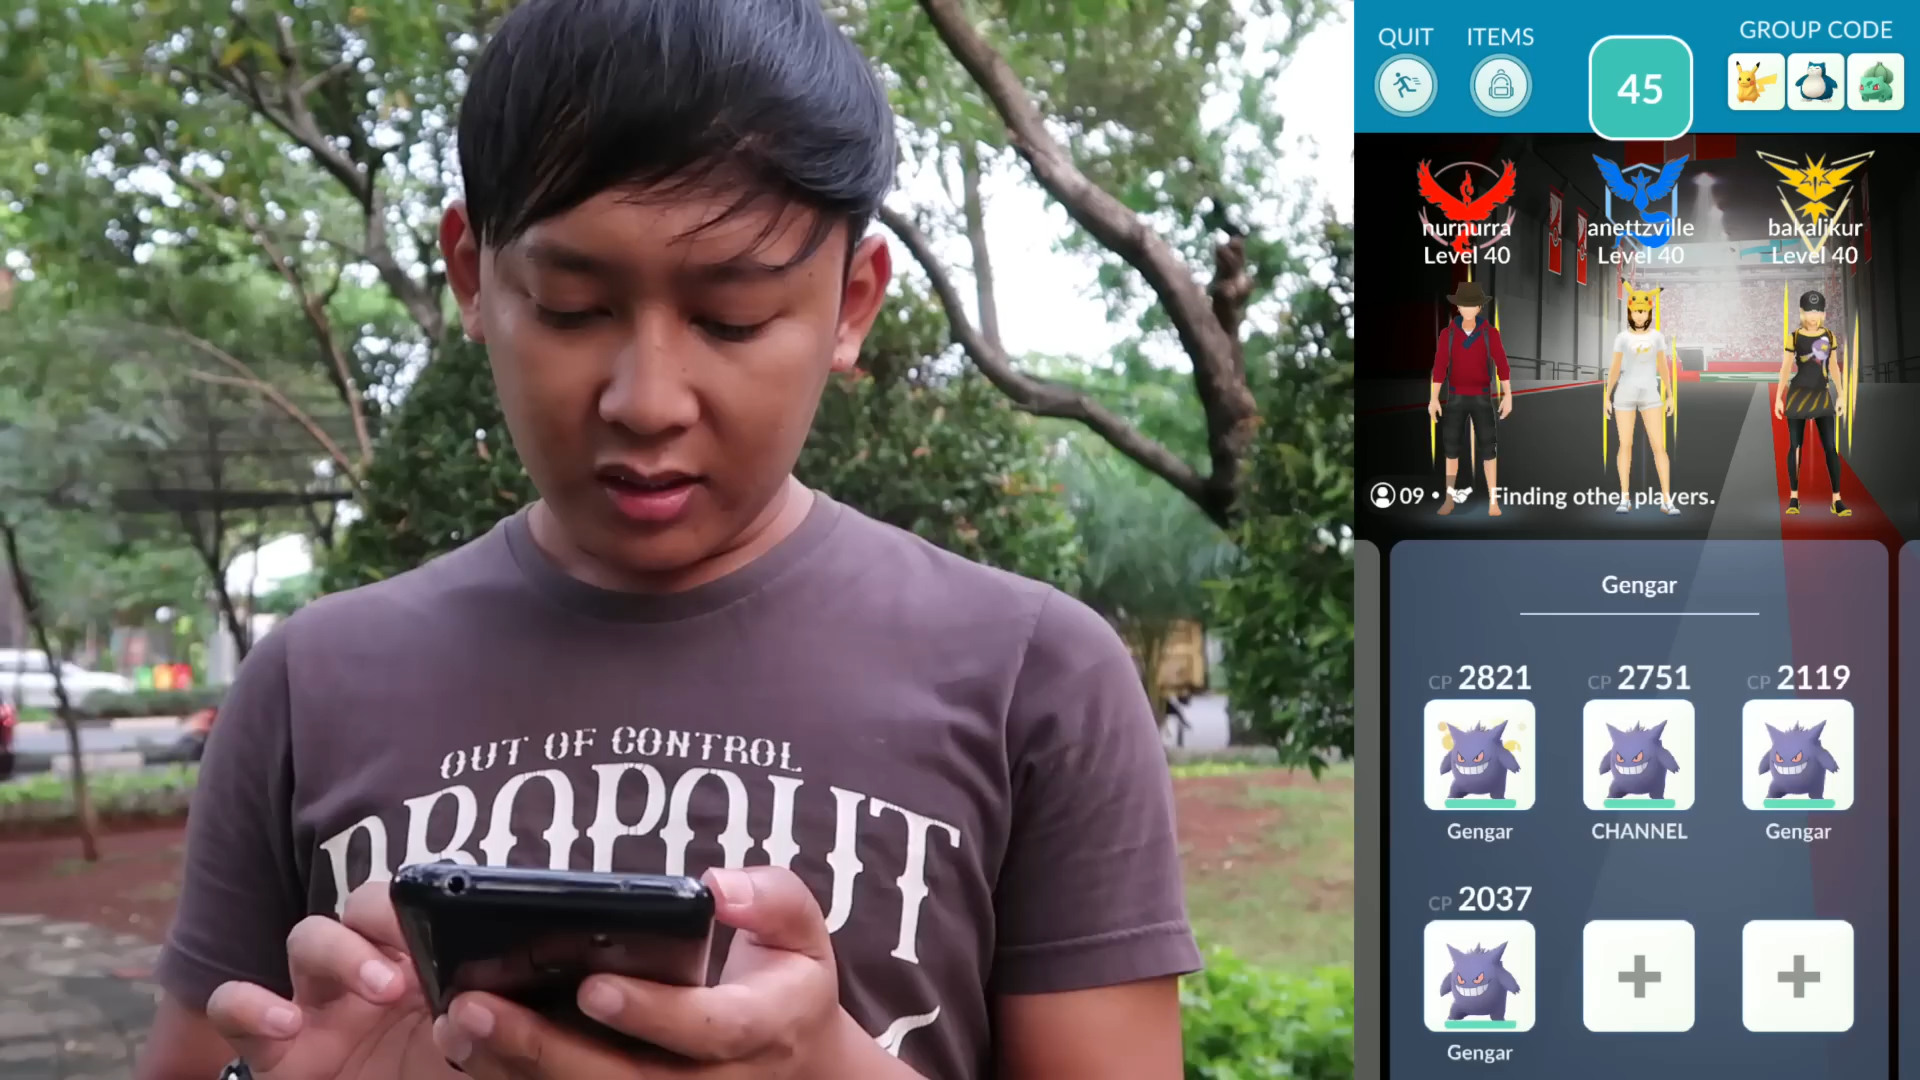 QUIT
ITEMS
GROUP CODE
45
nurnurra
Level 40
anettzville
Level 40
bakalikur
Level 40
09 • Finding other players.
Gengar
CP 2821
CP 2751
CP 2119
Gengar
CHANNEL
Gengar
CP 2037
Gengar
OUT OF CONTROL
DROPOUT